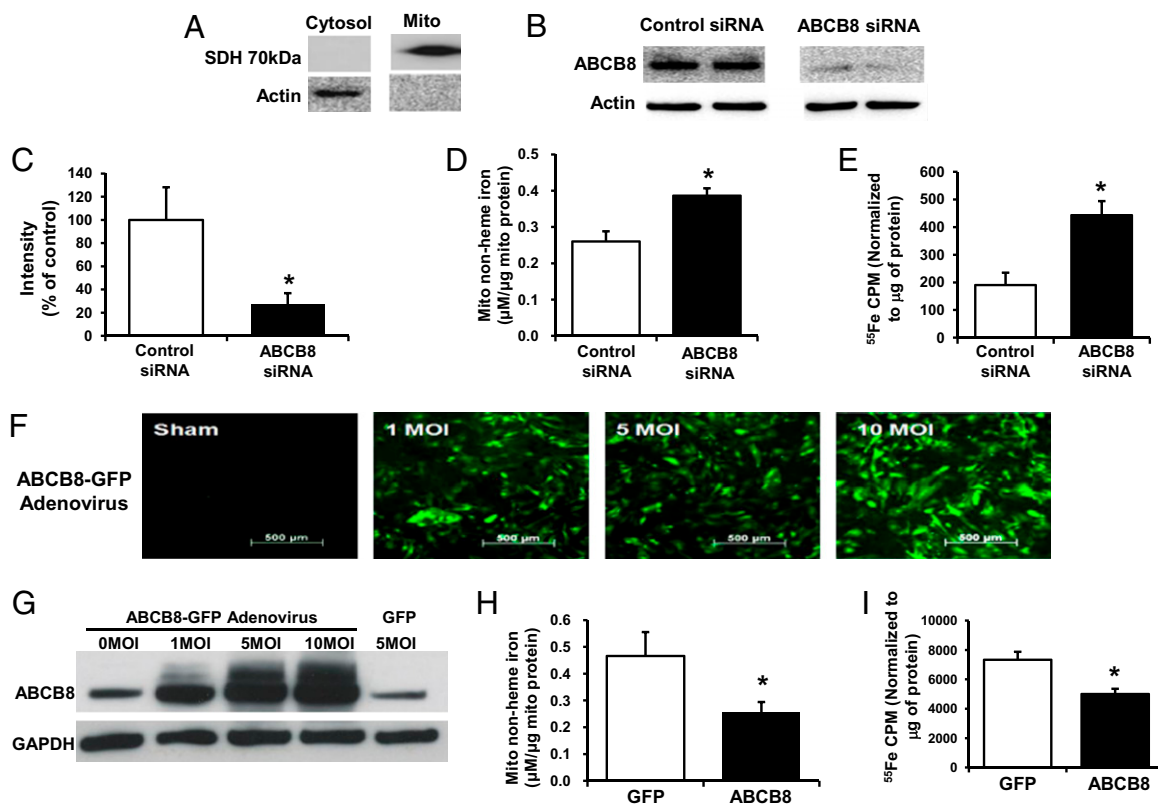 A
Cytosol Mito
SDH 70kDa
Actin
B
Control siRNA ABCB8 siRNA
ABCB8
Actin
C
Intensity
(% of control)
140
120
100
80
60
40
20
0
*
Control
siRNA
ABCB8
siRNA
D
Mito non-heme iron
(µM/µg mito protein)
0.5
0.4
0.3
0.2
0.1
0.0
*
Control
siRNA
ABCB8
siRNA
E
⁵⁵Fe CPM (Normalized
to µg of protein)
600
500
400
300
200
100
0
*
Control
siRNA
ABCB8
siRNA
F
ABCB8-GFP
Adenovirus
Sham
500 µm
1 MOI
500 µm
5 MOI
500 µm
10 MOI
500 µm
G
ABCB8-GFP Adenovirus GFP
0MOI 1MOI 5MOI 10MOI 5MOI
ABCB8
GAPDH
H
Mito non-heme iron
(µM/µg mito protein)
0.6
0.5
0.4
0.3
0.2
0.1
0.0
*
GFP ABCB8
I
⁵⁵Fe CPM (Normalized to
µg of protein)
10000
8000
6000
4000
2000
0
*
GFP ABCB8